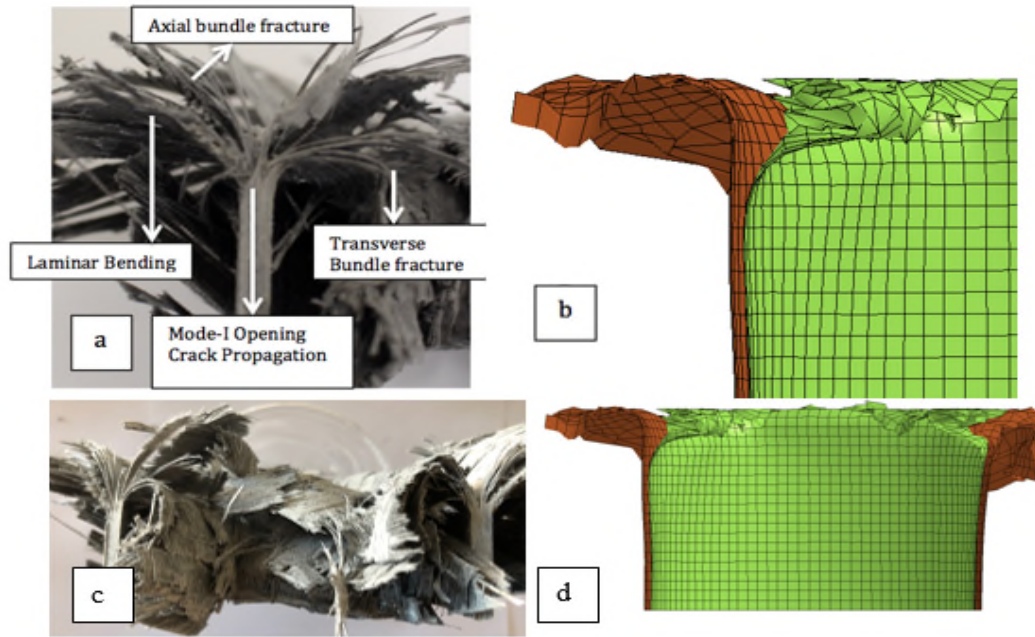 Axial bundle fracture
Laminar Bending
Transverse
Bundle fracture
a
Mode-I Opening
Crack Propagation
b
c
d